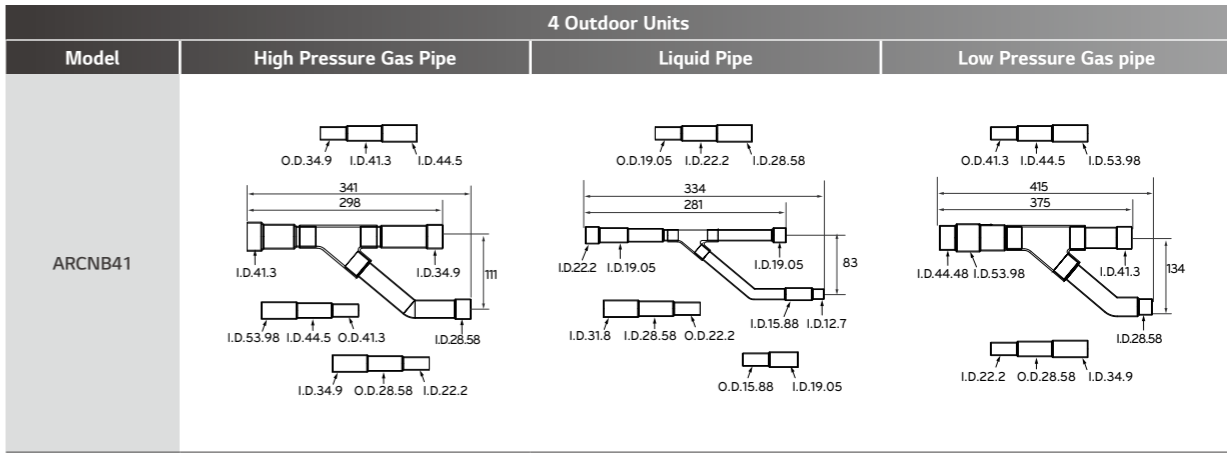 4 Outdoor Units
Model High Pressure Gas Pipe Liquid Pipe Low Pressure Gas pipe
ARCNB41
O.D.34.9 I.D.41.3 I.D.44.5
341
298
I.D.41.3 I.D.34.9
111
I.D.53.98 I.D.44.5 O.D.41.3 I.D.28.58
I.D.34.9 O.D.28.58 I.D.22.2
O.D.19.05 I.D.22.2 I.D.28.58
334
281
I.D.22.2 I.D.19.05 I.D.19.05
83
I.D.15.88 I.D.12.7
I.D.31.8 I.D.28.58 O.D.22.2
O.D.15.88 I.D.19.05
O.D.41.3 I.D.44.5 I.D.53.98
415
375
I.D.44.48 I.D.53.98 I.D.41.3
134
I.D.28.58
I.D.22.2 O.D.28.58 I.D.34.9